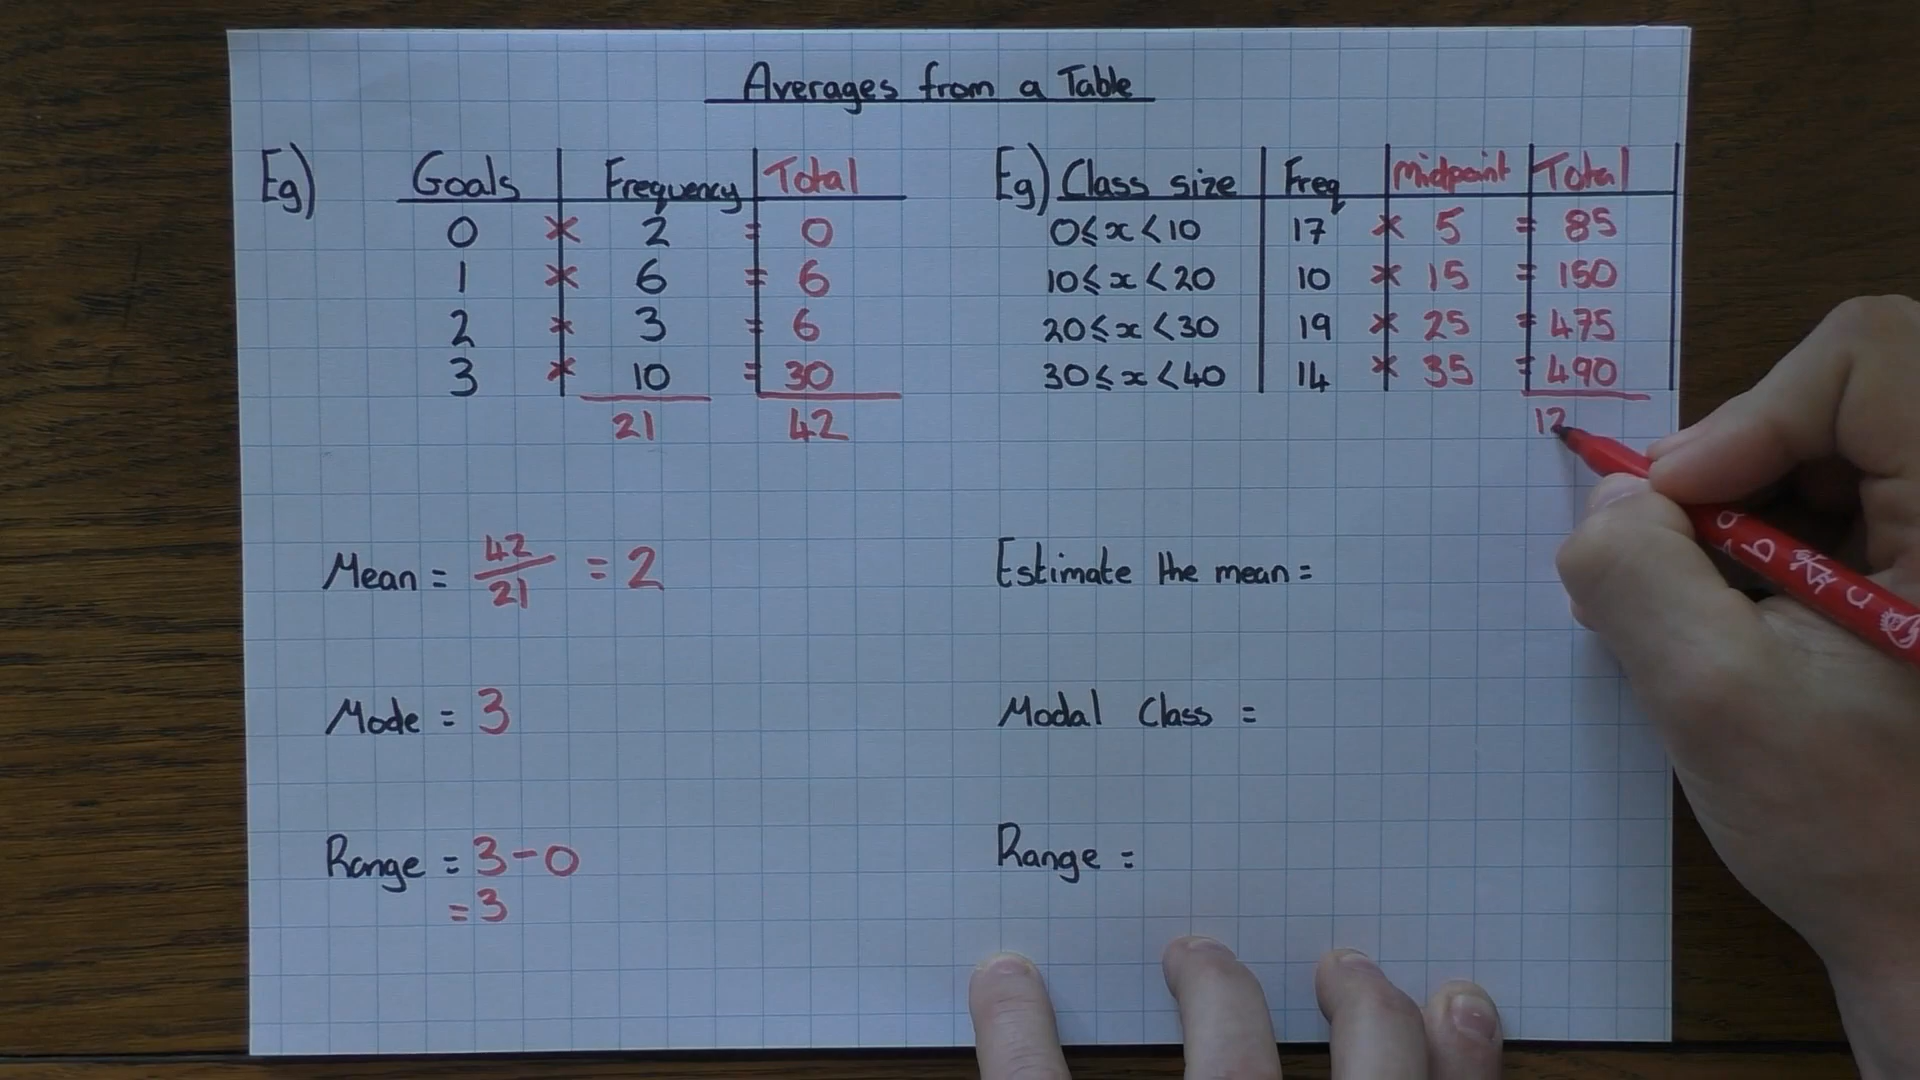 Averages from a Table
Eg)
Goals Frequency Total
0 × 2 = 0
1 × 6 = 6
2 × 3 = 6
3 × 10 = 30
21 42
Mean = 42/21 = 2
Mode = 3
Range = 3-0
= 3
Eg) Class size Freq Midpoint Total
0≤x<10 17 × 5 = 85
10≤x<20 10 × 15 = 150
20≤x<30 19 × 25 = 475
30≤x<40 14 × 35 = 490
12
Estimate the mean =
Modal Class =
Range =